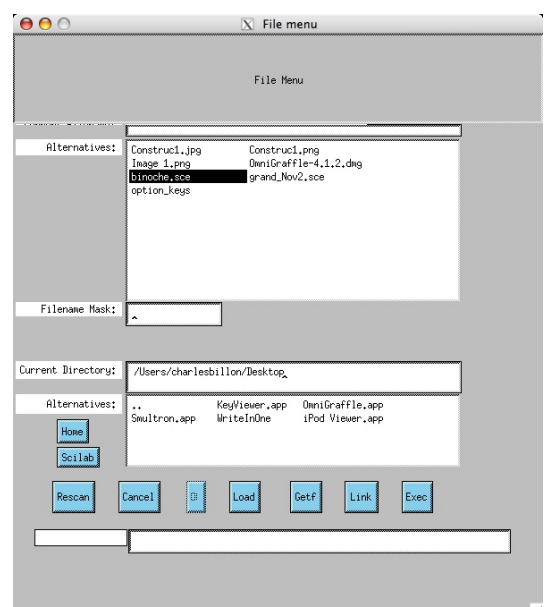 File menu
File Menu
Alternatives:
Construc1.jpg Construc1.png
Image 1.png OmniGraffle-4.1.2.dmg
binoche.sce grand_Nov2.sce
option_keys
Filename Mask:
^
Current Directory:
/Users/charlesbillon/Desktop^
Alternatives:
.. KeyViewer.app OmniGraffle.app
Smultron.app WriteInOne iPod Viewer.app
Home
Scilab
Rescan Cancel Load Getf Link Exec